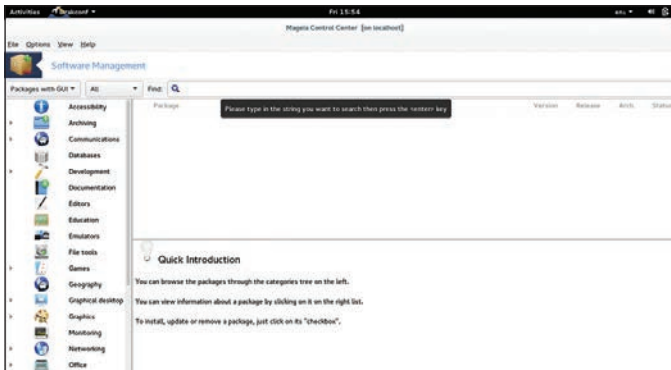 Activities Drakconf Fri 15:54 en1
Mageia Control Center [on localhost]
File Options View Help
Software Management
Packages with GUI All Find:
Package Version Release Arch. Status
Please type in the string you want to search then press the <enter> key
Accessibility
Archiving
Communications
Databases
Development
Documentation
Editors
Education
Emulators
File tools
Games
Geography
Graphical desktop
Graphics
Monitoring
Networking
Office
Quick Introduction
You can browse the packages through the categories tree on the left.
You can view information about a package by clicking on it on the right list.
To install, update or remove a package, just click on its "checkbox".